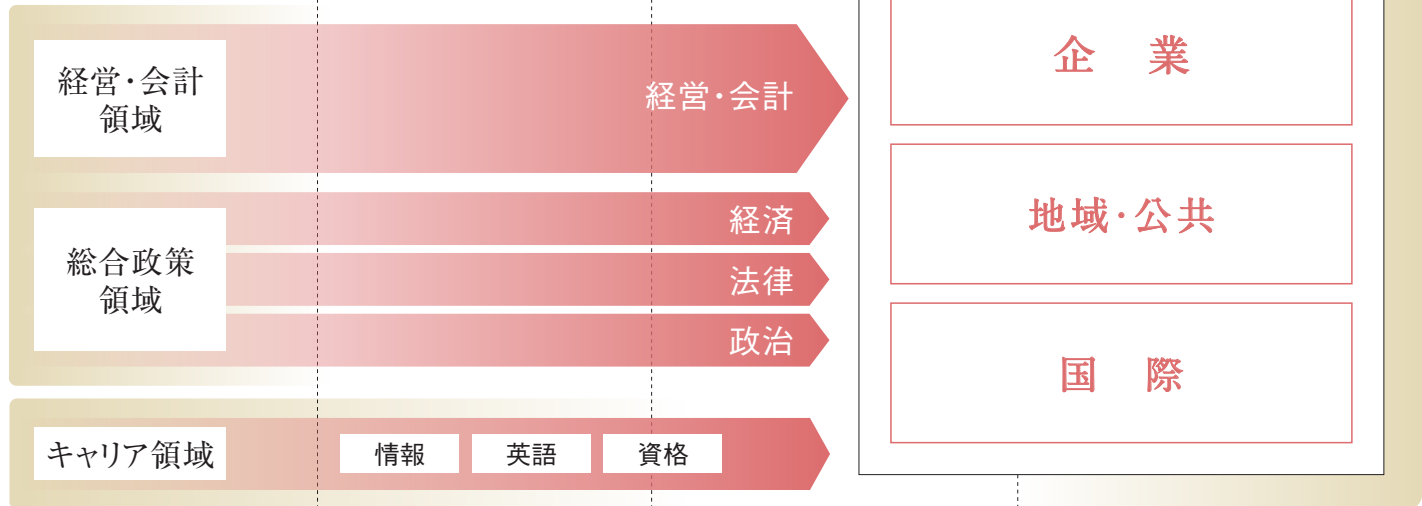 経営・会計
領域
経営・会計
総合政策
領域
経済
法律
政治
キャリア領域
情報
英語
資格
企　業
地域・公共
国　際